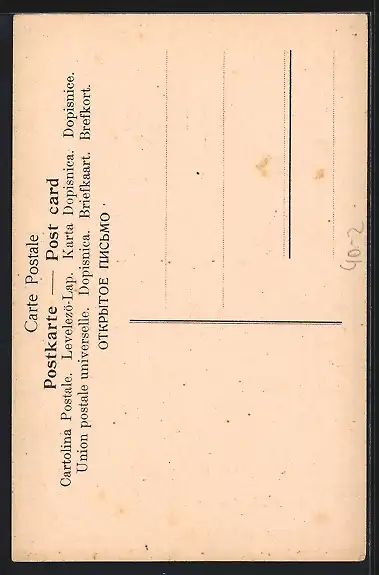 Carte Postale
Postkarte — Post card
Cartolina Postale. Levelezö-Lap. Karta Dopisnica. Dopisnice.
Union postale universelle. Dopisnica. Briefkaart. Brefkort.
ОТКРЫТОЕ ПИСЬМО
40-2